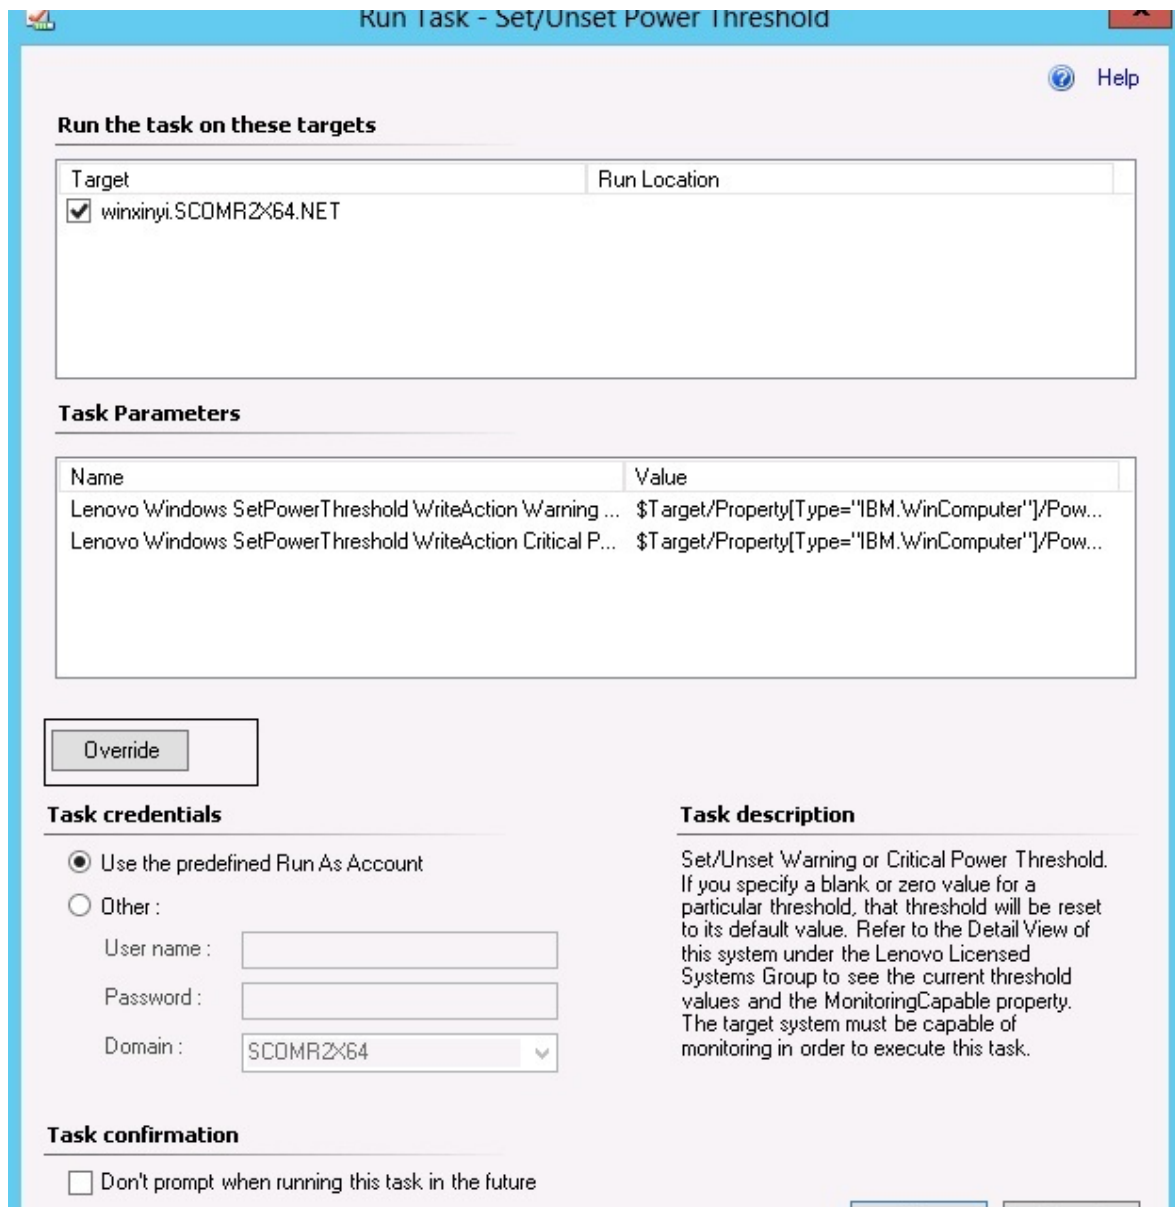 Run Task - Set/Unset Power Threshold
Help
Run the task on these targets
Target Run Location
winxinyi.SCOMR2X64.NET
Task Parameters
Name Value
Lenovo Windows SetPowerThreshold WriteAction Warning ... $Target/Property[Type="IBM.WinComputer"]/Pow...
Lenovo Windows SetPowerThreshold WriteAction Critical P... $Target/Property[Type="IBM.WinComputer"]/Pow...
Override
Task credentials
Use the predefined Run As Account
Other :
User name :
Password :
Domain :
SCOMR2X64
Task description
Set/Unset Warning or Critical Power Threshold.
If you specify a blank or zero value for a
particular threshold, that threshold will be reset
to its default value. Refer to the Detail View of
this system under the Lenovo Licensed
Systems Group to see the current threshold
values and the MonitoringCapable property.
The target system must be capable of
monitoring in order to execute this task.
Task confirmation
Don't prompt when running this task in the future